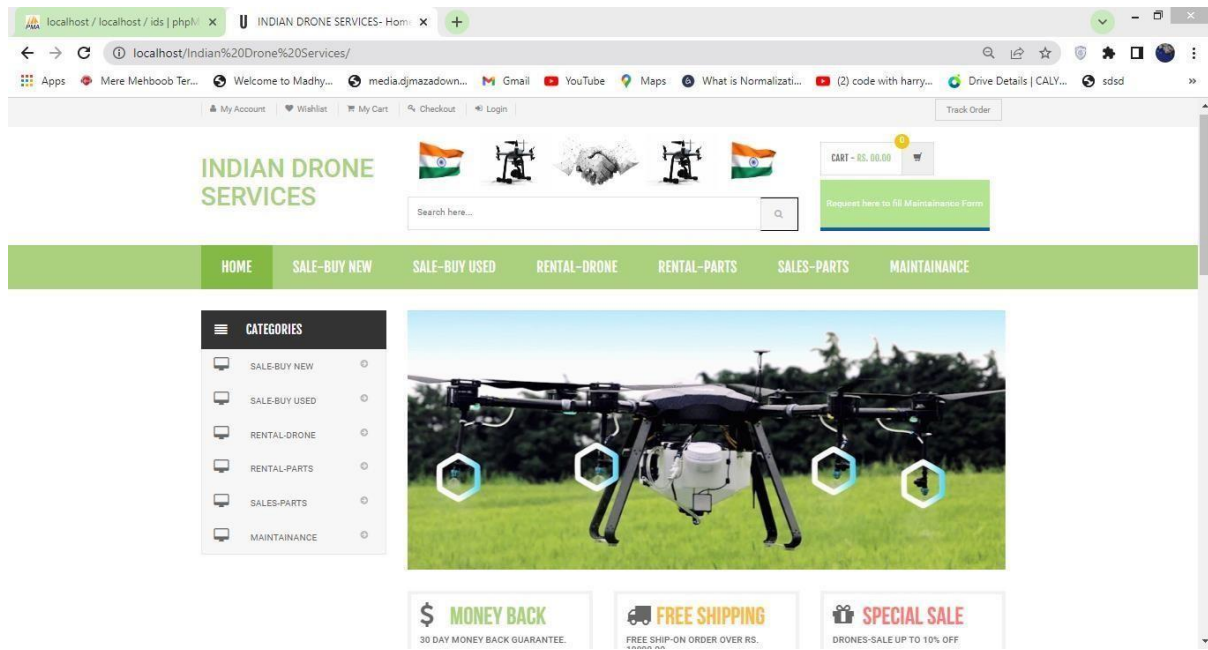 localhost / localhost / ids | phpM
INDIAN DRONE SERVICES- Hom
localhost/Indian%20Drone%20Services/
Apps
Mere Mehboob Ter...
Welcome to Madhy...
media.djmazadown...
Gmail
YouTube
Maps
What is Normalizati...
(2) code with harry...
Drive Details | CALY...
sdsd
»
My Account
Wishlist
My Cart
Checkout
Login
Track Order
INDIAN DRONE
SERVICES
Search here...
0
CART - RS. 00.00
Request here to fill Maintainance Form
HOME
SALE-BUY NEW
SALE-BUY USED
RENTAL-DRONE
RENTAL-PARTS
SALES-PARTS
MAINTAINANCE
CATEGORIES
SALE-BUY NEW
SALE-BUY USED
RENTAL-DRONE
RENTAL-PARTS
SALES-PARTS
MAINTAINANCE
$ MONEY BACK
30 DAY MONEY BACK GUARANTEE.
FREE SHIPPING
FREE SHIP-ON ORDER OVER RS.
SPECIAL SALE
DRONES-SALE UP TO 10% OFF